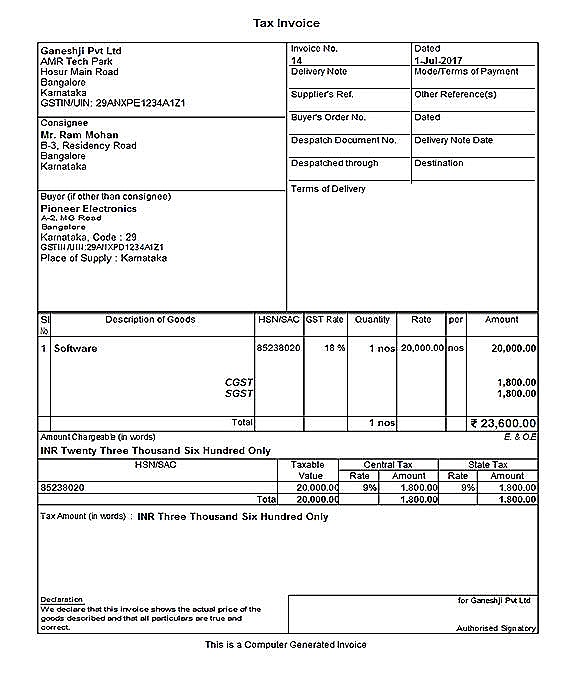 Tax Invoice
Ganeshji Pvt Ltd
AMR Tech Park
Hosur Main Road
Bangalore
Karnataka
GSTIN/UIN: 29ANXPE1234A1Z1
Invoice No.
14
Dated
1-Jul-2017
Delivery Note
Mode/Terms of Payment
Supplier's Ref.
Other Reference(s)
Consignee
Mr. Ram Mohan
B-3, Residency Road
Bangalore
Karnataka
Buyer's Order No.
Dated
Despatch Document No.
Delivery Note Date
Despatched through
Destination
Terms of Delivery
Buyer (if other than consignee)
Pioneer Electronics
A-2, MG Road
Bangalore
Karnataka, Code : 29
GSTIN/UIN:29ANXPD1234A1Z1
Place of Supply : Karnataka
Sl No Description of Goods HSN/SAC GST Rate Quantity Rate per Amount
1 Software 85238020 18 % 1 nos 20,000.00 nos 20,000.00
CGST 1,800.00
SGST 1,800.00
Total 1 nos ₹ 23,600.00
Amount Chargeable (in words) E. & O.E
INR Twenty Three Thousand Six Hundred Only
HSN/SAC Taxable Value Central Tax State Tax
Rate Amount Rate Amount
85238020 20,000.00 9% 1,800.00 9% 1,800.00
Total 20,000.00 1,800.00 1,800.00
Tax Amount (in words) : INR Three Thousand Six Hundred Only
Declaration
We declare that this invoice shows the actual price of the
goods described and that all particulars are true and
correct.
for Ganeshji Pvt Ltd
Authorised Signatory
This is a Computer Generated Invoice